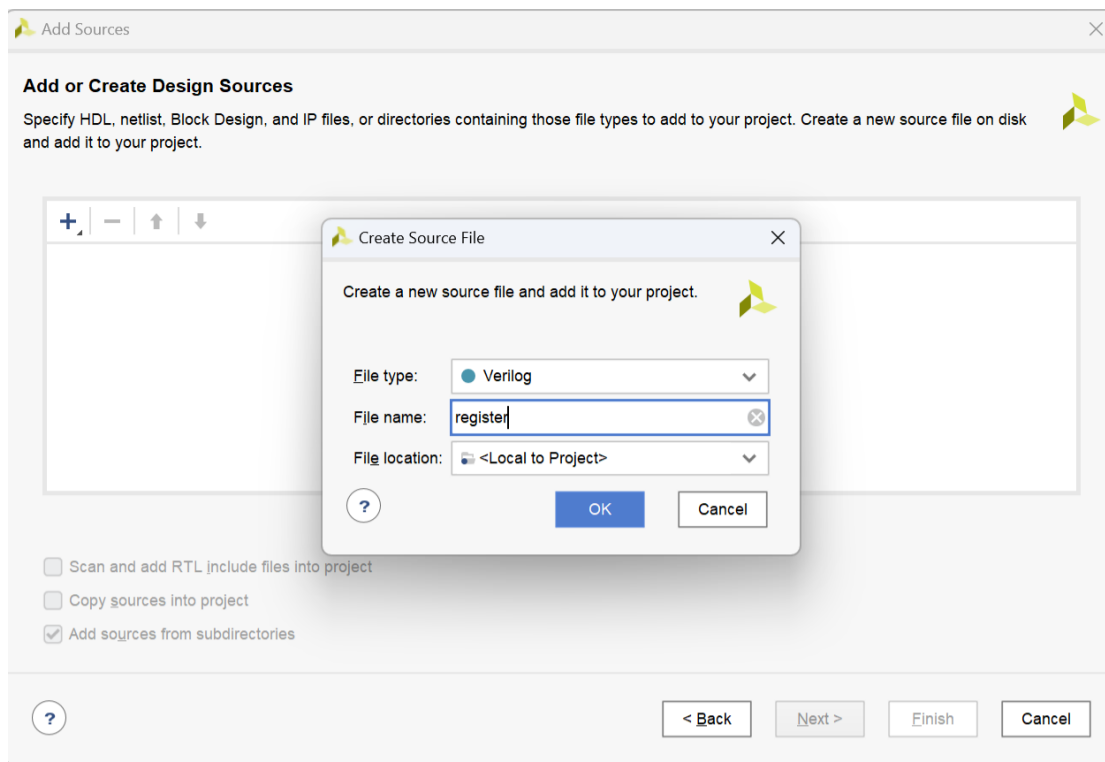 Add Sources
Add or Create Design Sources
Specify HDL, netlist, Block Design, and IP files, or directories containing those file types to add to your project. Create a new source file on disk
and add it to your project.
Create Source File
Create a new source file and add it to your project.
File type:
Verilog
File name:
register
File location:
<Local to Project>
?
OK
Cancel
Scan and add RTL include files into project
Copy sources into project
Add sources from subdirectories
?
< Back
Next >
Finish
Cancel